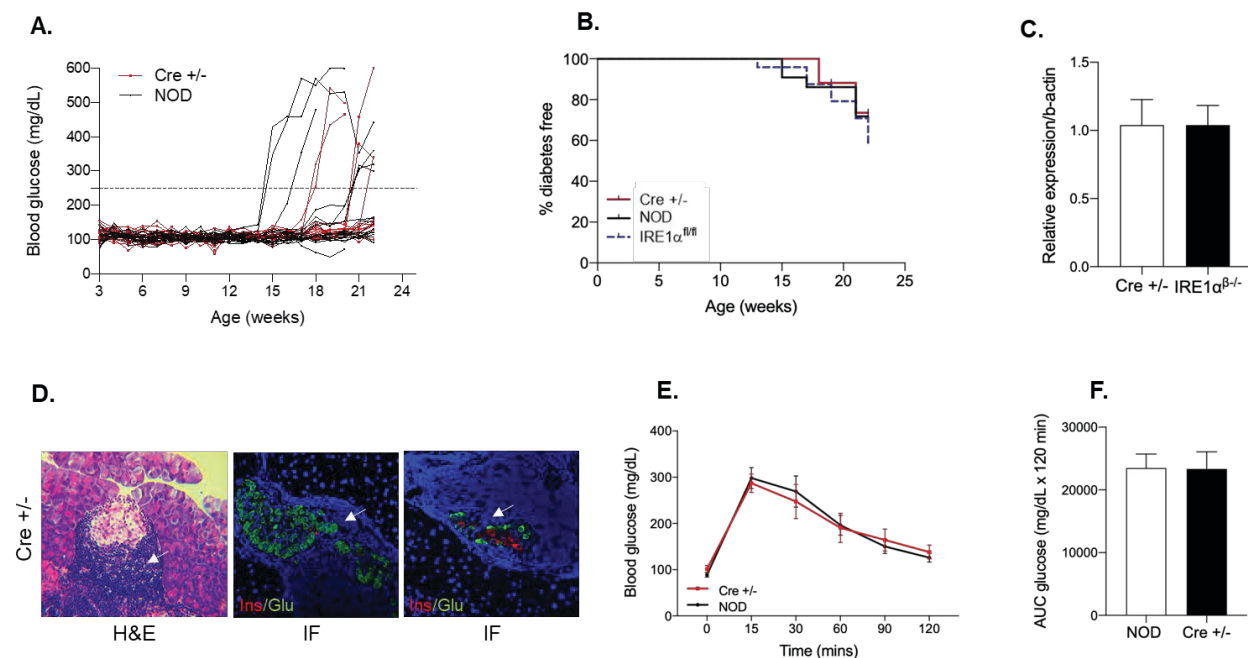 A.
600
500
400
300
200
100
0
Blood glucose (mg/dL)
Cre +/-
NOD
3 6 9 12 15 18 21 24
Age (weeks)
B.
100
80
60
40
20
0
% diabetes free
Cre +/-
NOD
IRE1α fl/fl
0 5 10 15 20 25
Age (weeks)
C.
1.5
1.0
0.5
0.0
Relative expression/b-actin
Cre +/- IRE1αβ-/-
D.
Cre +/-
Ins/Glu
Ins/Glu
H&E IF IF
E.
400
300
200
100
0
Blood glucose (mg/dL)
Cre +/-
NOD
0 15 30 60 90 120
Time (mins)
F.
30000
20000
10000
0
AUC glucose (mg/dL x 120 min)
NOD Cre +/-